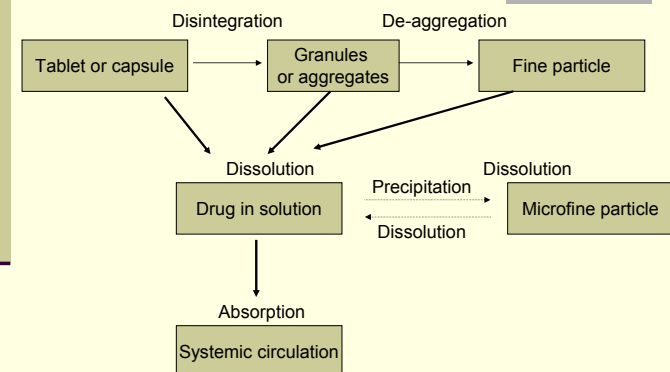 Disintegration
De-aggregation
Tablet or capsule
Granules
or aggregates
Fine particle
Dissolution
Dissolution
Precipitation
Drug in solution
Microfine particle
Dissolution
Absorption
Systemic circulation